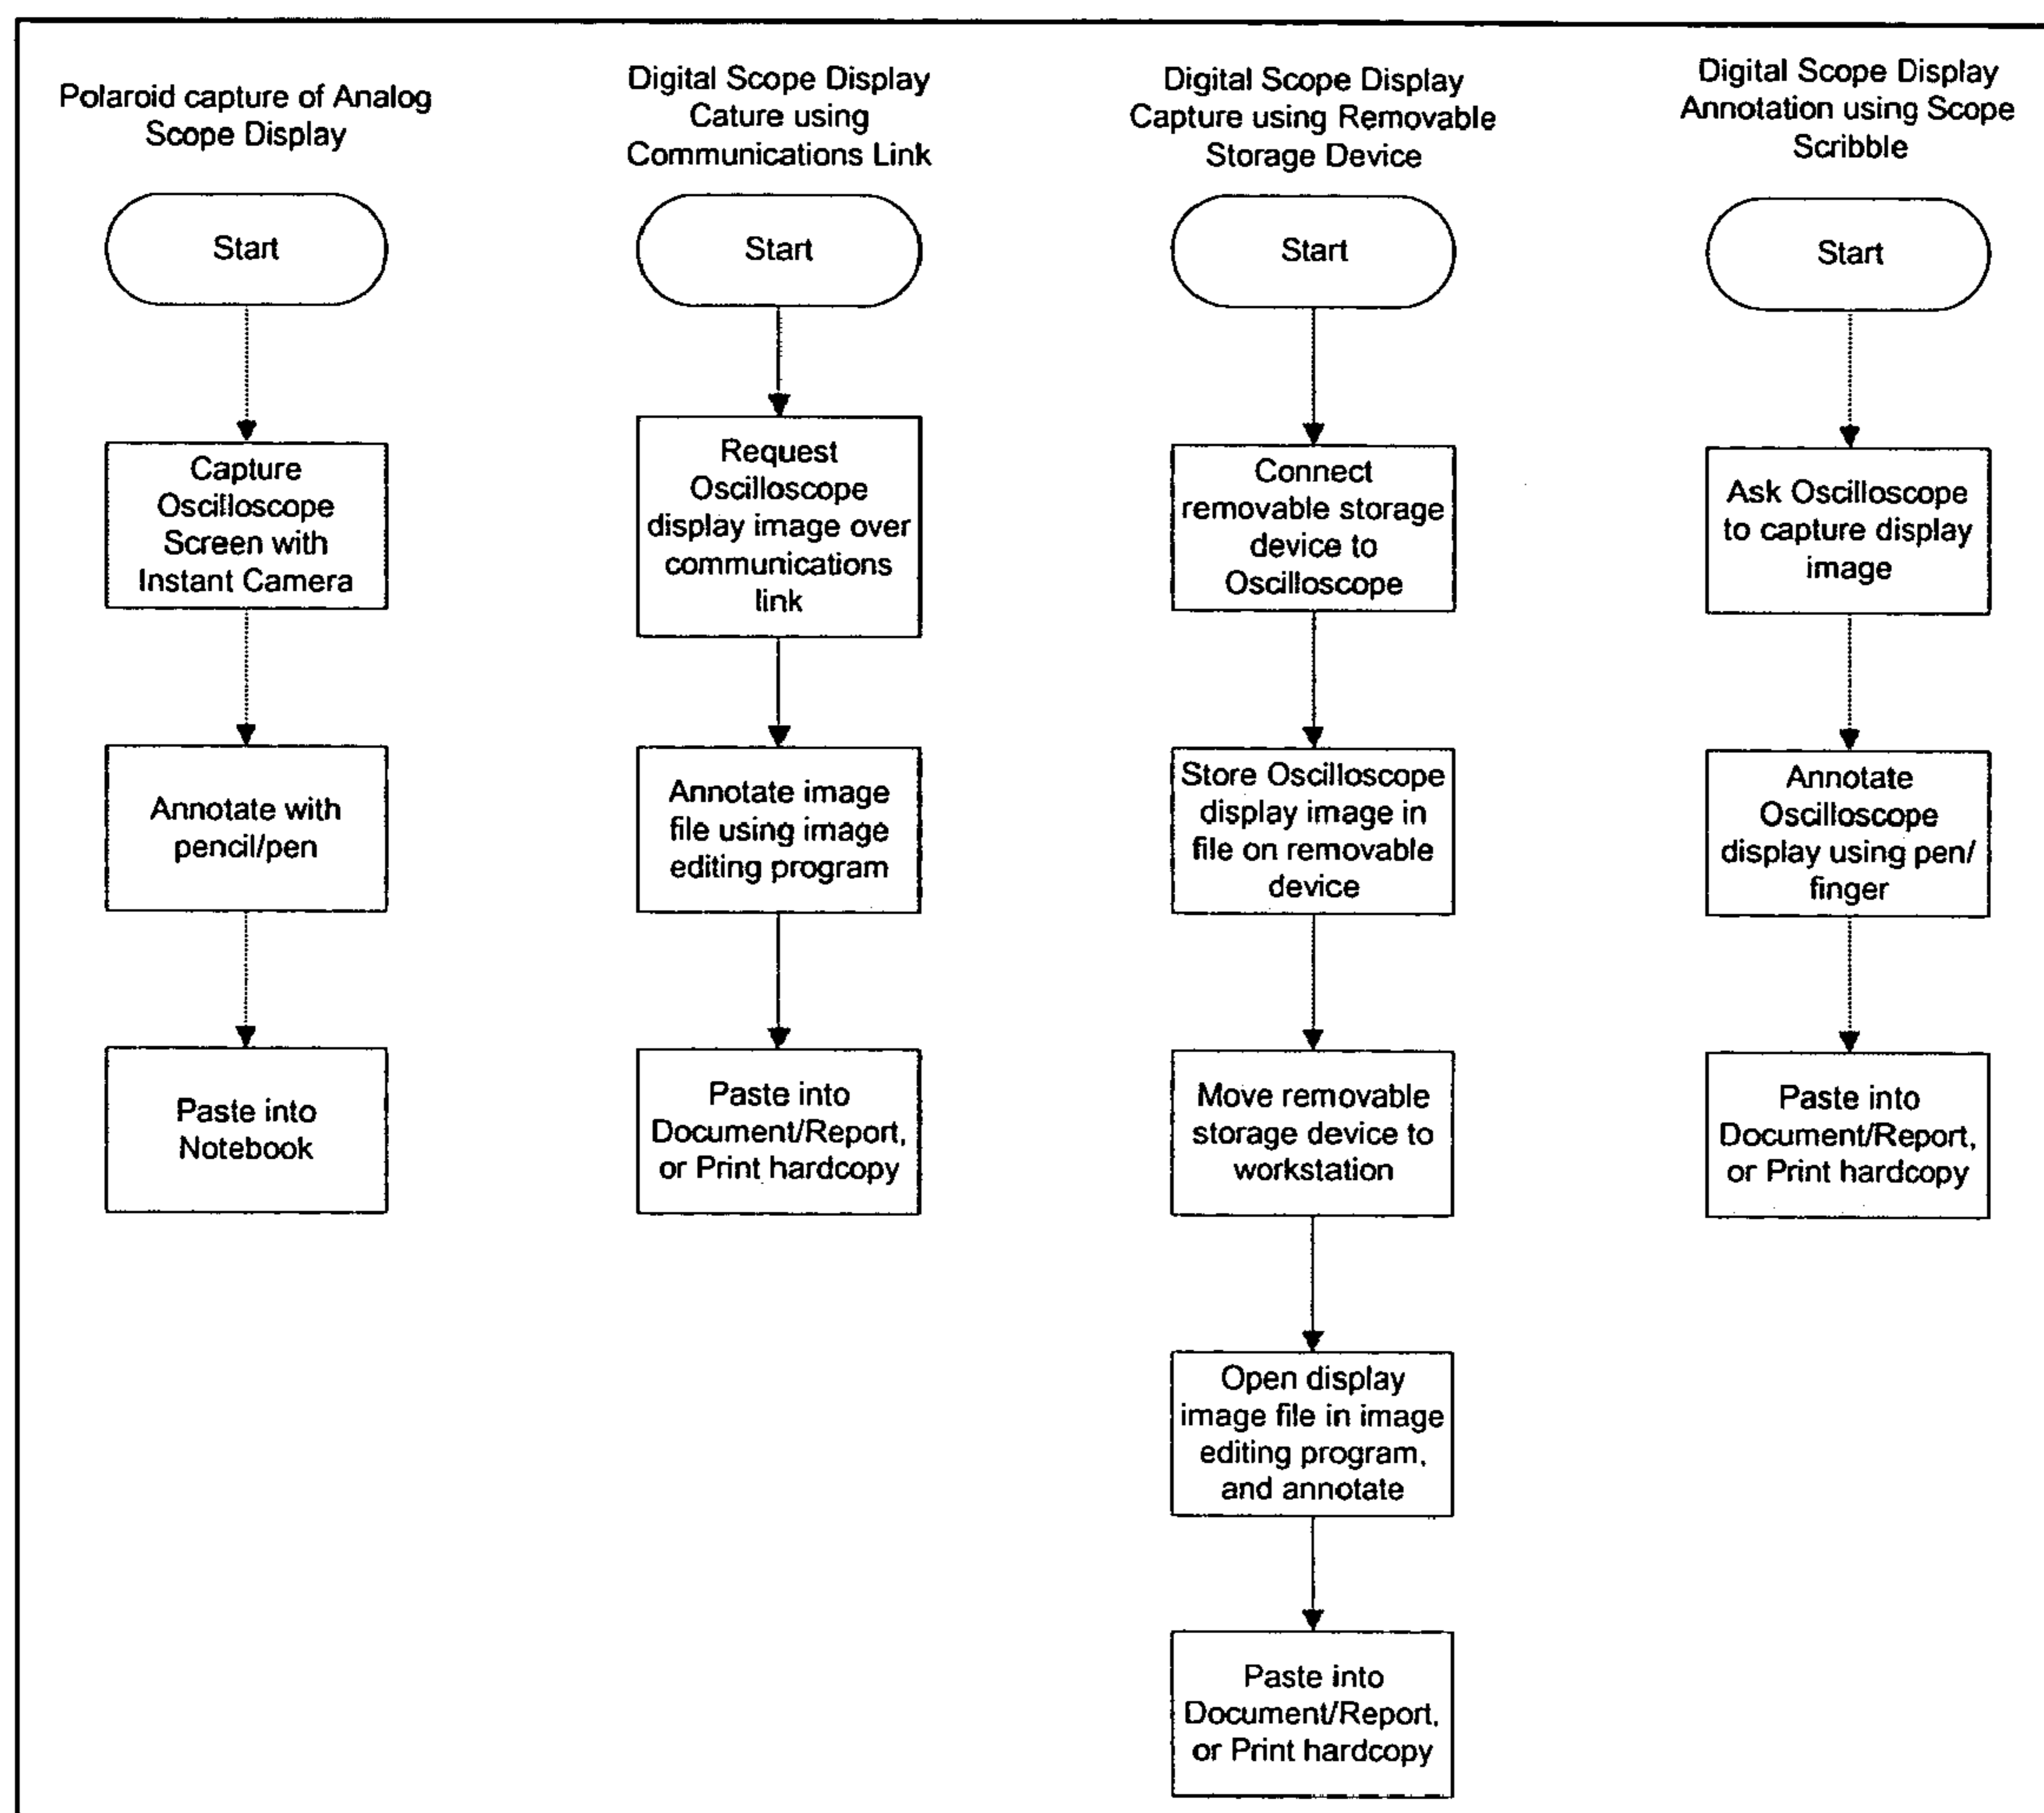 Polaroid capture of Analog
Scope Display
Start
Capture
Oscilloscope
Screen with
Instant Camera
Annotate with
pencil/pen
Paste into
Notebook
Digital Scope Display
Cature using
Communications Link
Start
Request
Oscilloscope
display image over
communications
link
Annotate image
file using image
editing program
Paste into
Document/Report,
or Print hardcopy
Digital Scope Display
Capture using Removable
Storage Device
Start
Connect
removable storage
device to
Oscilloscope
Store Oscilloscope
display image in
file on removable
device
Move removable
storage device to
workstation
Open display
image file in image
editing program,
and annotate
Paste into
Document/Report,
or Print hardcopy
Digital Scope Display
Annotation using Scope
Scribble
Start
Ask Oscilloscope
to capture display
image
Annotate
Oscilloscope
display using pen/
finger
Paste into
Document/Report,
or Print hardcopy